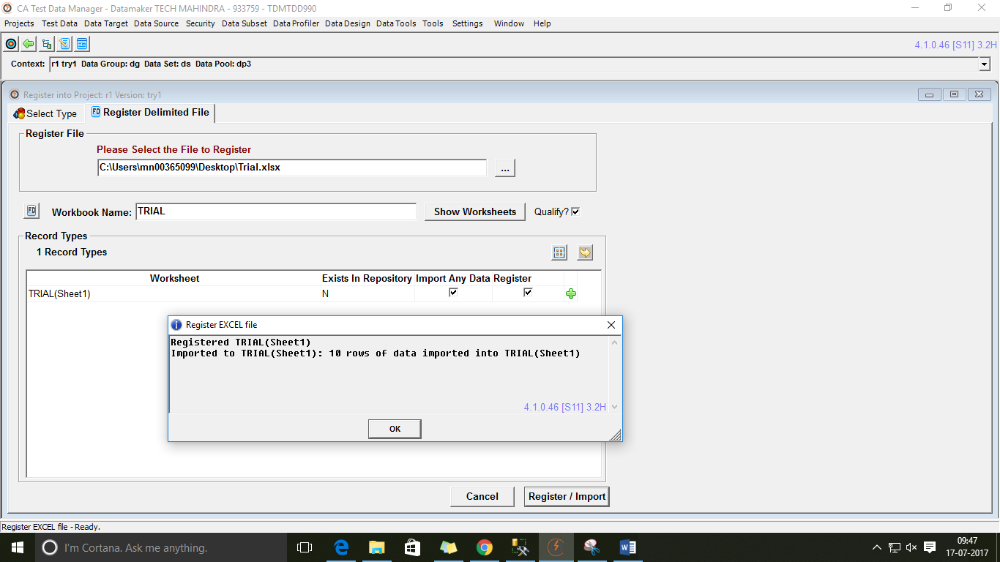 CA Test Data Manager - Datamaker TECH MAHINDRA - 933759 - TDMTDD990
Projects Test Data Data Target Data Source Security Data Subset Data Profiler Data Design Data Tools Tools Settings Window Help
4.1.0.46 [S11] 3.2H
Context: r1 try1 Data Group: dg Data Set: ds Data Pool: dp3
Register into Project: r1 Version: try1
Select Type FD Register Delimited File
Register File
Please Select the File to Register
C:\Users\mn00365099\Desktop\Trial.xlsx ...
FD Workbook Name: TRIAL Show Worksheets Qualify?
Record Types
1 Record Types
Worksheet Exists In Repository Import Any Data Register
TRIAL(Sheet1) N
Register EXCEL file
Registered TRIAL(Sheet1)
Imported to TRIAL(Sheet1): 10 rows of data imported into TRIAL(Sheet1)
4.1.0.46 [S11] 3.2H
OK
Cancel Register / Import
Register EXCEL file - Ready.
I'm Cortana. Ask me anything.
09:47
17-07-2017